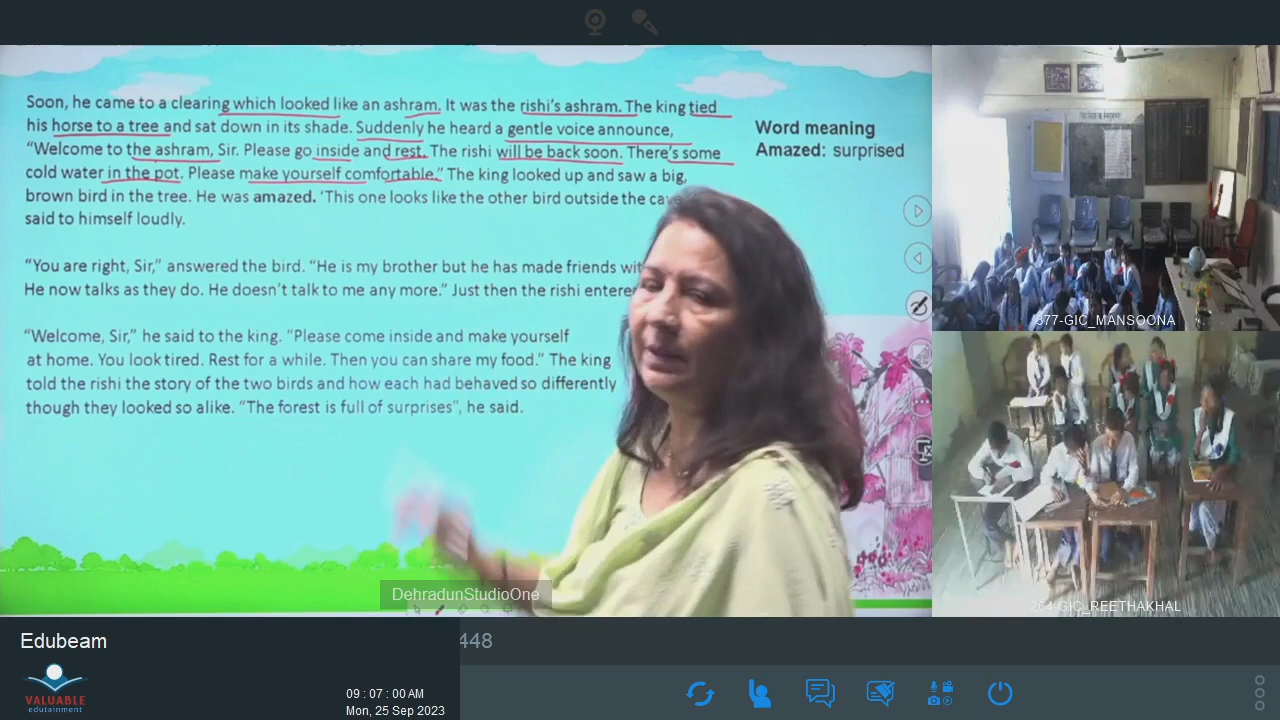 Soon, he came to a clearing which looked like an ashram. It was the rishi's ashram. The king tied
his horse to a tree and sat down in its shade. Suddenly he heard a gentle voice announce,
"Welcome to the ashram, Sir. Please go inside and rest. The rishi will be back soon. There's some
cold water in the pot. Please make yourself comfortable." The king looked up and saw a big,
brown bird in the tree. He was amazed. 'This one looks like the other bird outside the
said to himself loudly.
"You are right, Sir," answered the bird. "He is my brother but he has made friends
He now talks as they do. He doesn't talk to me any more." Just then the rishi
"Welcome, Sir," he said to the king. "Please come inside and make yourself
at home. You look tired. Rest for a while. Then you can share my food." The king
told the rishi the story of the two birds and how each had behaved so differently
though they looked so alike. "The forest is full of surprises", he said.
Word meaning
Amazed: surprised
377-GIC_MANSOONA
264-GIC_REETHAKHAL
DehradunStudioOne
Edubeam
448
VALUABLE
edutainment
09 : 07 : 00 AM
Mon, 25 Sep 2023